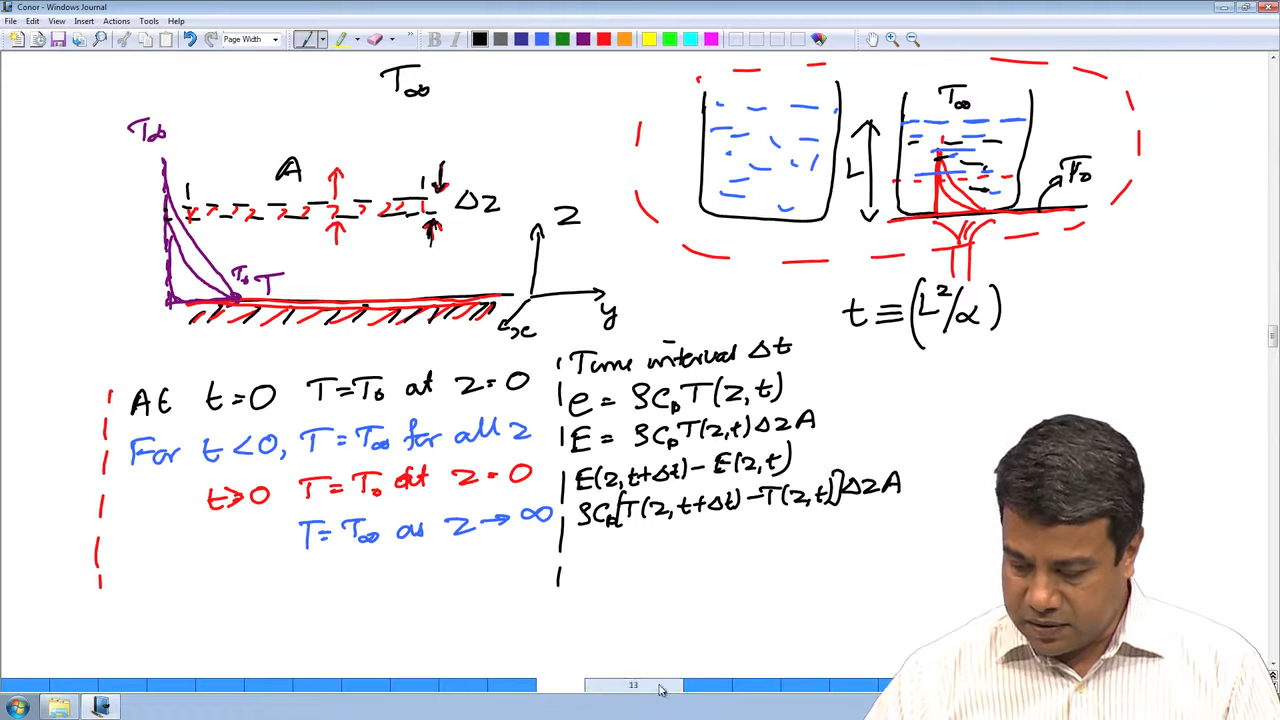 Conor - Windows Journal
File Edit View Insert Actions Tools Help
Page Width
B I
T∞
T∞
A
Δz
z
y
x
T₀ T
T∞
L
T₀
t ≡ (L²/α)
At t=0 T=T₀ at z=0
For t<0, T=T∞ for all z
t≥0 T=T₀ at z=0
T=T∞ as z→∞
Time interval Δt
e = ρCₚT(z,t)
E = ρCₚT(z,t)ΔzA
E(z,t+Δt)-E(z,t)
ρCₚ[T(z,t+Δt)-T(z,t)]ΔzA
13